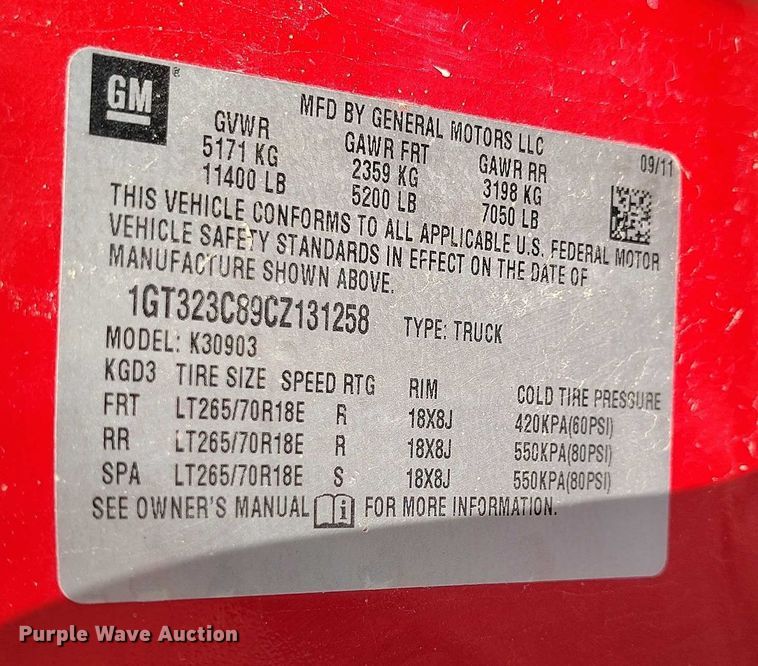 GM ®
MFD BY GENERAL MOTORS LLC
GVWR GAWR FRT GAWR RR 09/11
5171 KG 2359 KG 3198 KG
11400 LB 5200 LB 7050 LB
THIS VEHICLE CONFORMS TO ALL APPLICABLE U.S. FEDERAL MOTOR
VEHICLE SAFETY STANDARDS IN EFFECT ON THE DATE OF
MANUFACTURE SHOWN ABOVE.
1GT323C89CZ131258 TYPE: TRUCK
MODEL: K30903
KGD3 TIRE SIZE SPEED RTG RIM COLD TIRE PRESSURE
FRT LT265/70R18E R 18X8J 420KPA(60PSI)
RR LT265/70R18E R 18X8J 550KPA(80PSI)
SPA LT265/70R18E S 18X8J 550KPA(80PSI)
SEE OWNER'S MANUAL i FOR MORE INFORMATION.
Purple Wave Auction